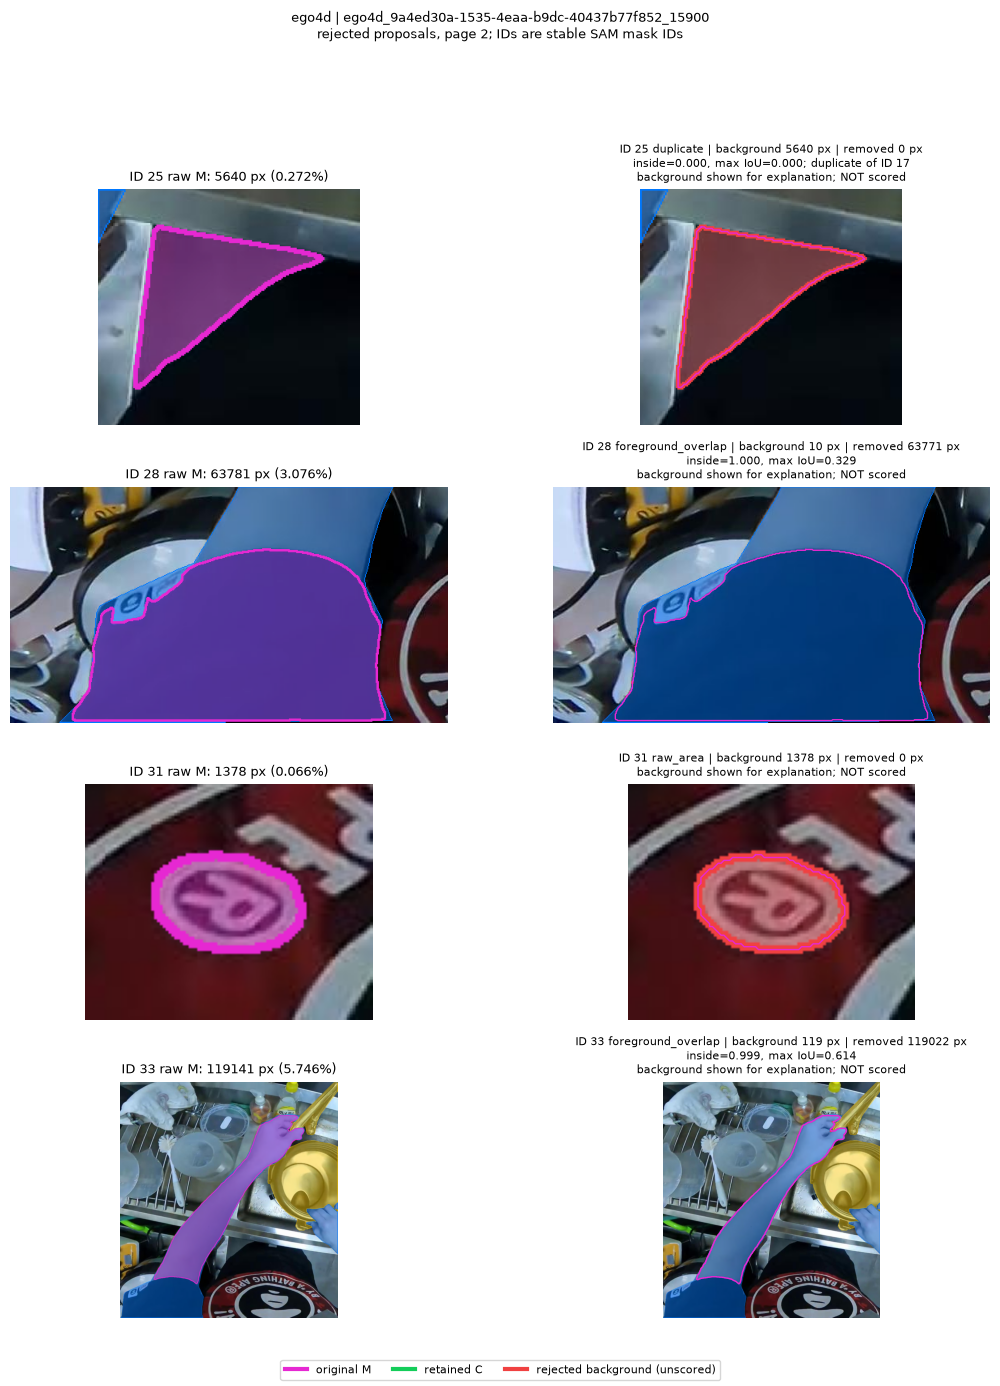 ego4d | ego4d_9a4ed30a-1535-4eaa-b9dc-40437b77f852_15900
rejected proposals, page 2; IDs are stable SAM mask IDs
ID 25 raw M: 5640 px (0.272%)
ID 25 duplicate | background 5640 px | removed 0 px
inside=0.000, max IoU=0.000; duplicate of ID 17
background shown for explanation; NOT scored
ID 28 raw M: 63781 px (3.076%)
ID 28 foreground_overlap | background 10 px | removed 63771 px
inside=1.000, max IoU=0.329
background shown for explanation; NOT scored
ID 31 raw M: 1378 px (0.066%)
ID 31 raw_area | background 1378 px | removed 0 px
background shown for explanation; NOT scored
ID 33 raw M: 119141 px (5.746%)
ID 33 foreground_overlap | background 119 px | removed 119022 px
inside=0.999, max IoU=0.614
background shown for explanation; NOT scored
BY A BATHING APE®
BY A BATHING APE®
original M
retained C
rejected background (unscored)